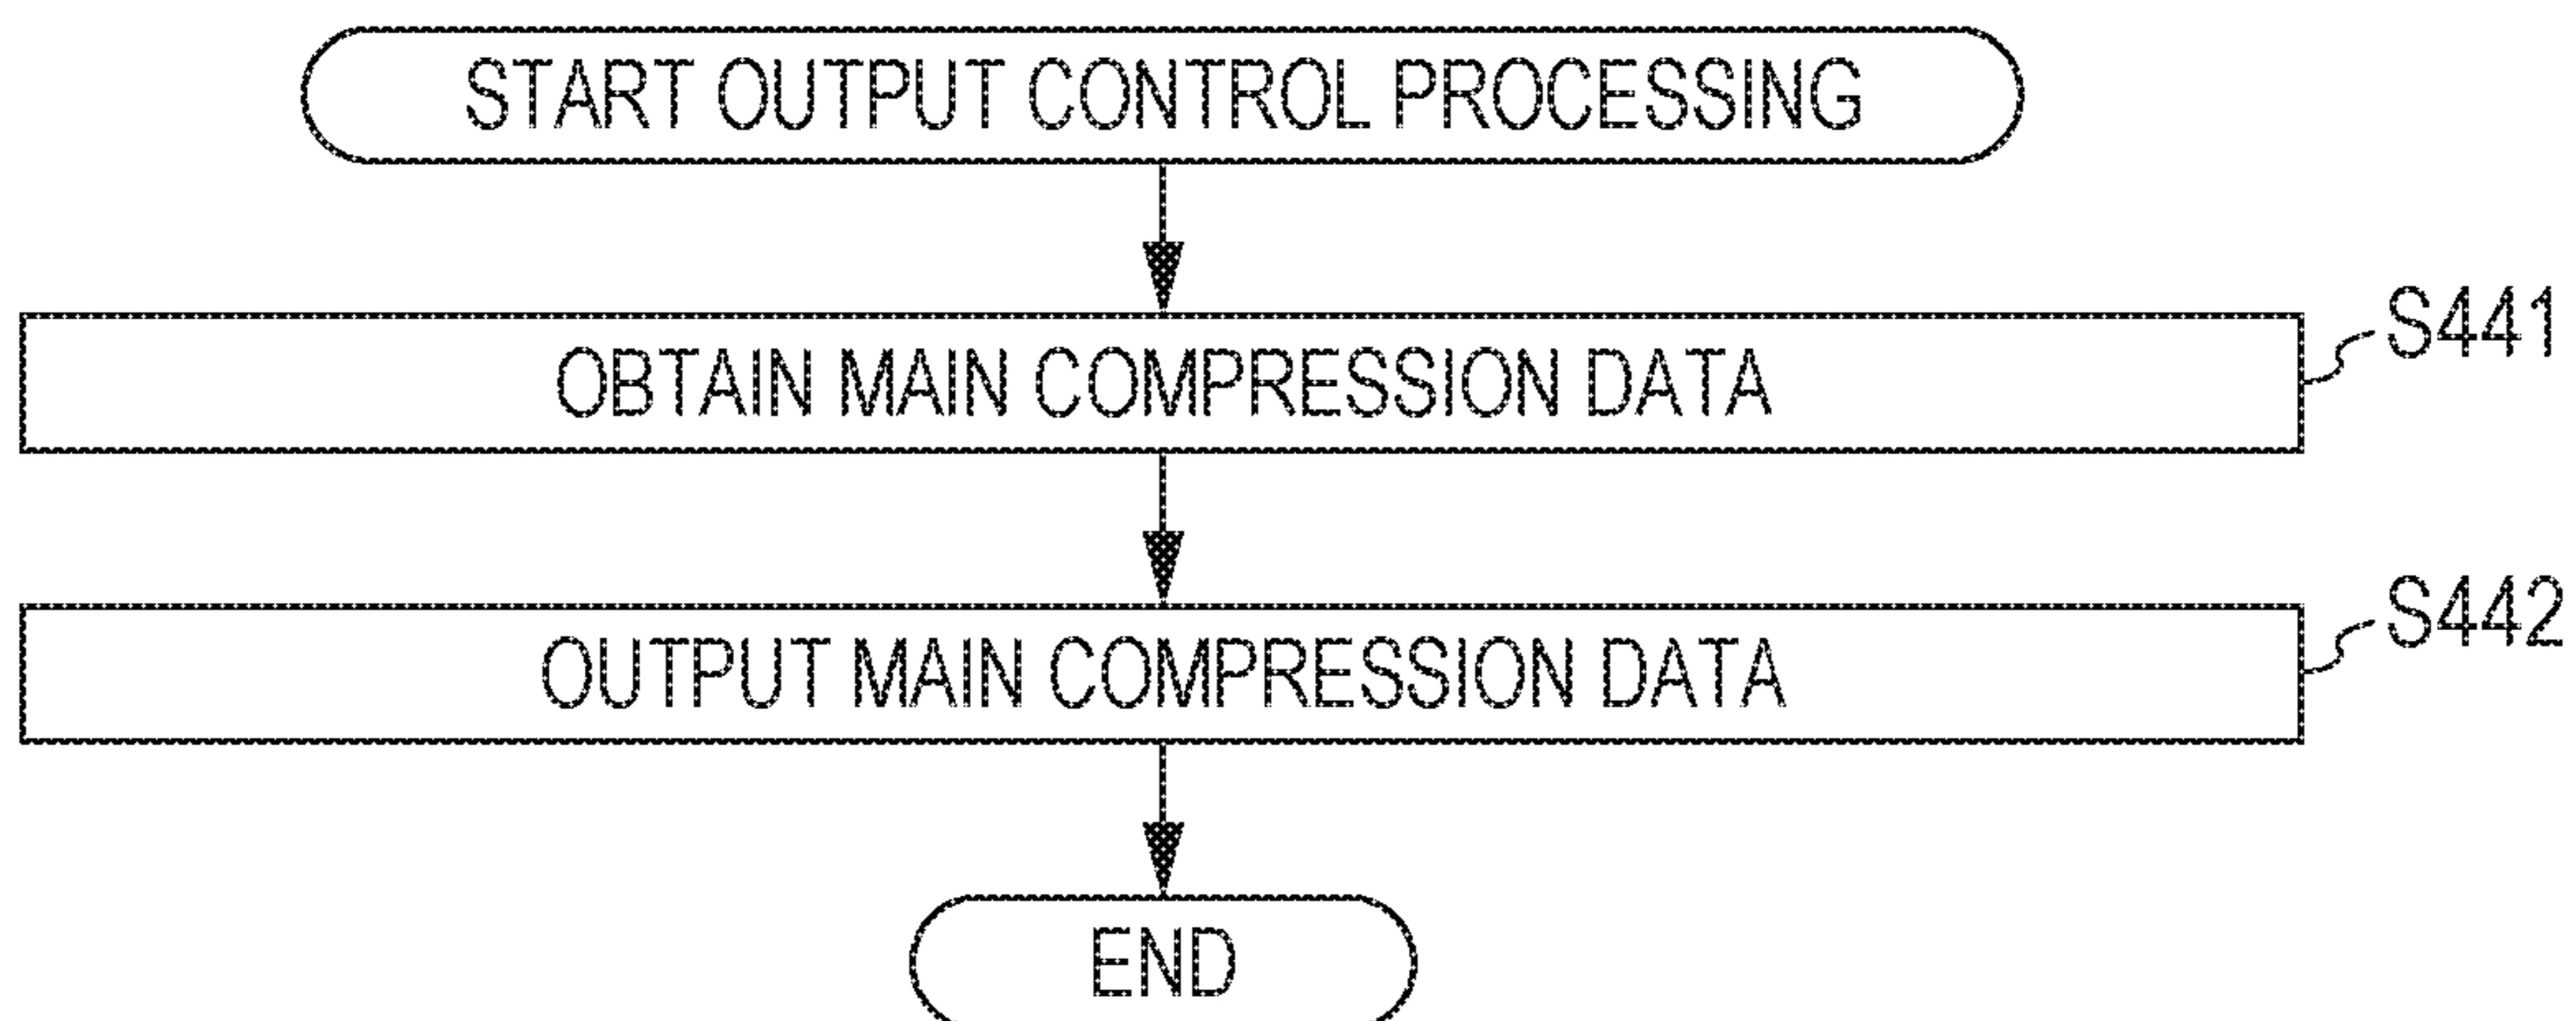 START OUTPUT CONTROL PROCESSING
OBTAIN MAIN COMPRESSION DATA
S441
OUTPUT MAIN COMPRESSION DATA
S442
END